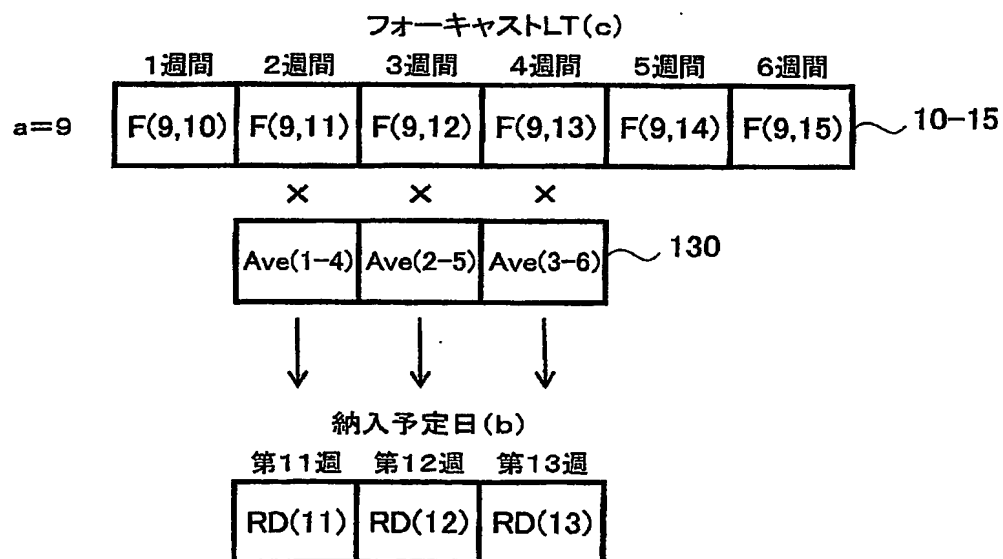 フォーキャストLT(c)
1週間 2週間 3週間 4週間 5週間 6週間
a=9 F(9,10) F(9,11) F(9,12) F(9,13) F(9,14) F(9,15) 10-15
× × ×
Ave(1-4) Ave(2-5) Ave(3-6) 130
納入予定日(b)
第11週 第12週 第13週
RD(11) RD(12) RD(13)